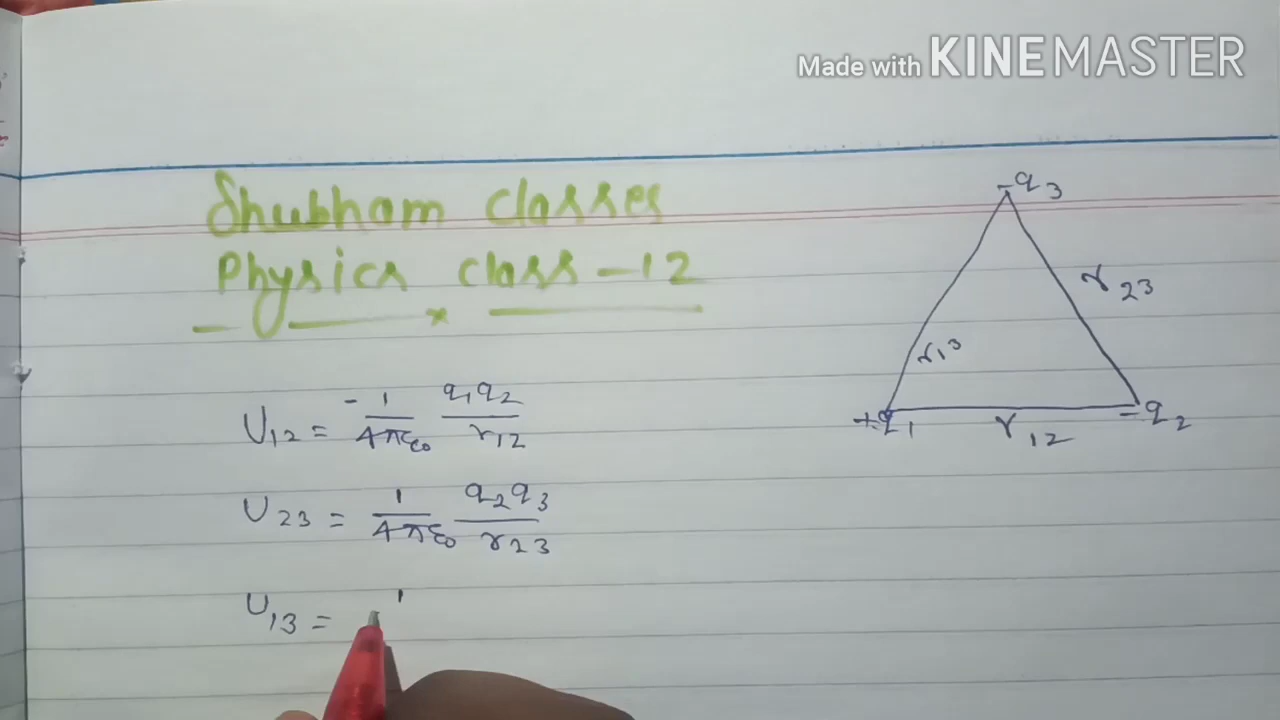 Made with KINEMASTER
Shubham classes
Physics class-12
U₁₂ = - 1/4πε₀ q₁q₂/r₁₂
U₂₃ = 1/4πε₀ q₂q₃/r₂₃
U₁₃ =
-q₃
r₂₃
r₁₃
+q₁
r₁₂
-q₂